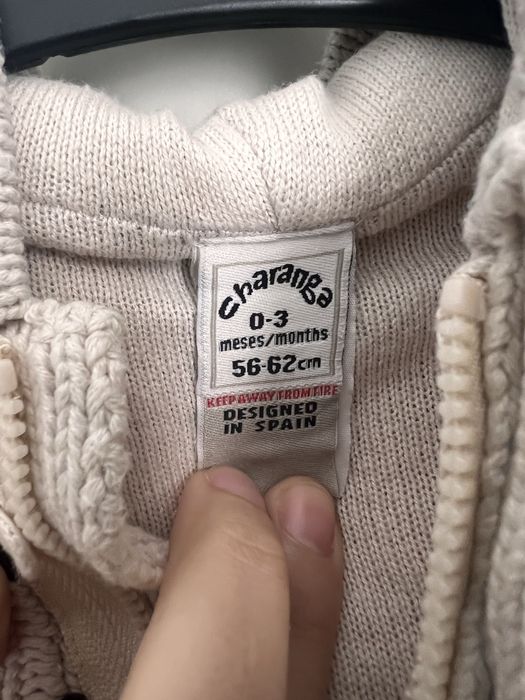 charanga
0-3
meses/months
56-62cm
KEEP AWAY FROM FIRE
DESIGNED
IN SPAIN